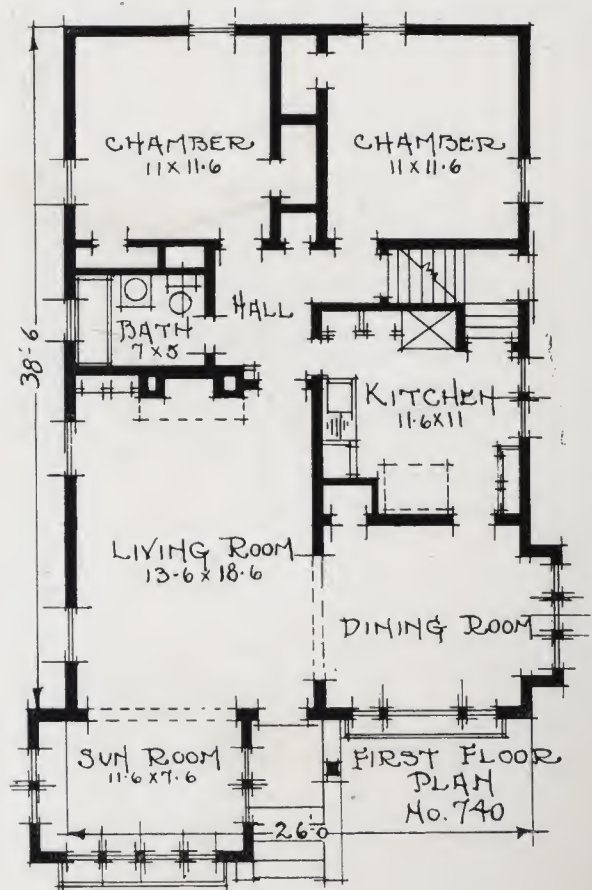 CHAMBER
11 x 11-6
CHAMBER
11 x 11-6
HALL
BATH
7 x 5
38'-6
KITCHEN
11-6 x 11
LIVING ROOM
13-6 x 18-6
DINING ROOM
SUN ROOM
11-6 x 7-6
FIRST FLOOR
PLAN
No. 740
26'-0